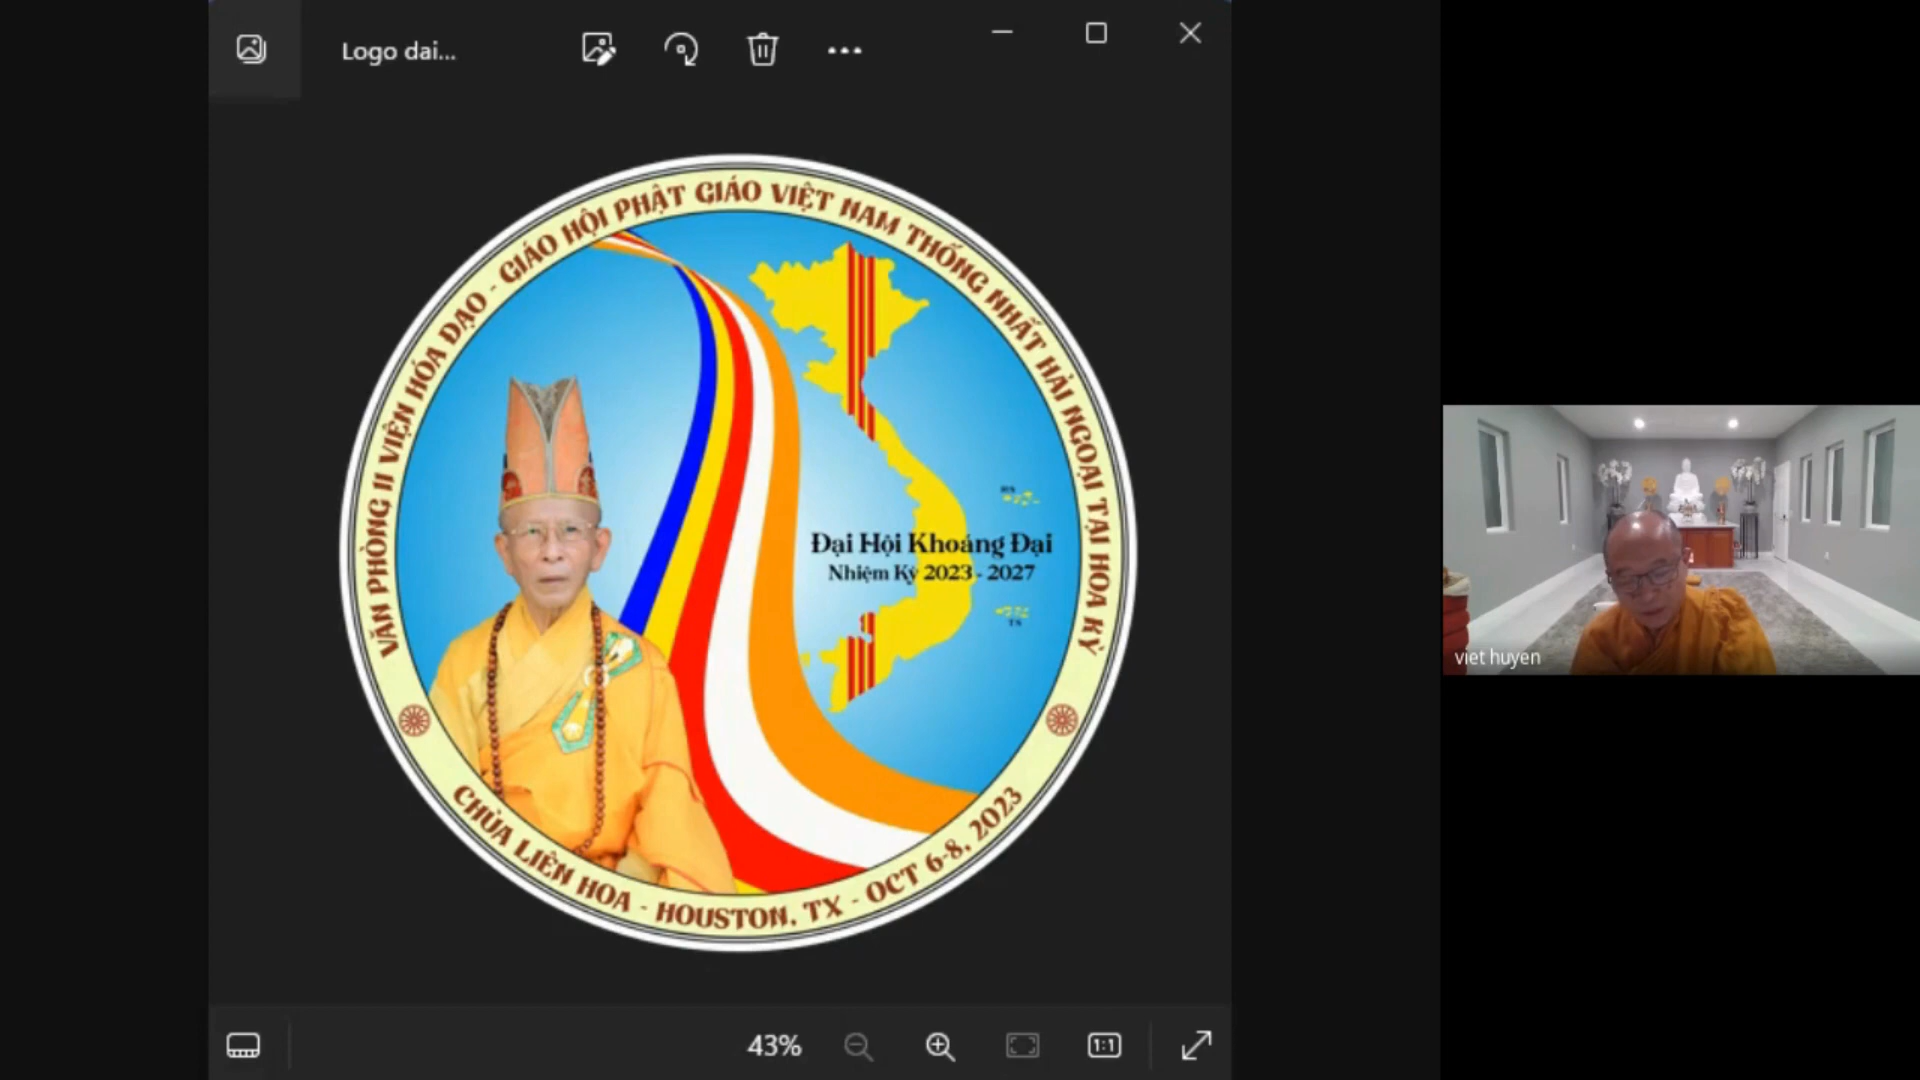 Logo dai...
VĂN PHÒNG II VIỆN HÓA ĐẠO - GIÁO HỘI PHẬT GIÁO VIỆT NAM THỐNG NHẤT HẢI NGOẠI TẠI HOA KỲ
HS
Đại Hội Khoáng Đại
Nhiệm Kỳ 2023 - 2027
TS
CHÙA LIÊN HOA - HOUSTON, TX - OCT 6-8, 2023
viet huyen
43%
1:1